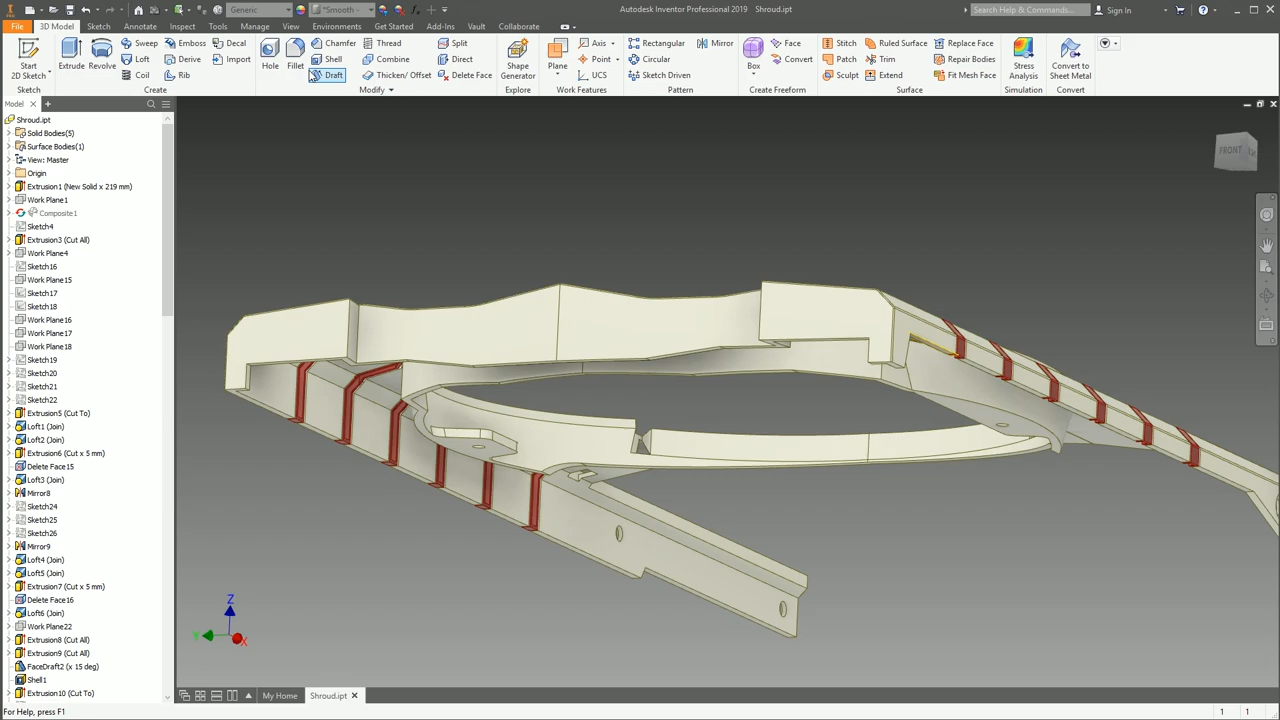 Generic
*Smooth -
Autodesk Inventor Professional 2019 Shroud.ipt
Search Help & Commands...
Sign In
File
3D Model
Sketch
Annotate
Inspect
Tools
Manage
View
Environments
Get Started
Add-Ins
Vault
Collaborate
Start
2D Sketch
Sketch
Extrude
Revolve
Sweep
Loft
Coil
Emboss
Derive
Rib
Decal
Import
Create
Hole
Fillet
Chamfer
Shell
Draft
Thread
Combine
Thicken/ Offset
Split
Direct
Delete Face
Modify
Shape
Generator
Explore
Plane
Axis
Point
UCS
Work Features
Rectangular
Circular
Sketch Driven
Mirror
Pattern
Box
Face
Convert
Create Freeform
Stitch
Patch
Sculpt
Ruled Surface
Trim
Extend
Replace Face
Repair Bodies
Fit Mesh Face
Surface
Stress
Analysis
Simulation
Convert to
Sheet Metal
Convert
Model
Shroud.ipt
Solid Bodies(5)
Surface Bodies(1)
View: Master
Origin
Extrusion1 (New Solid x 219 mm)
Work Plane1
Composite1
Sketch4
Extrusion3 (Cut All)
Work Plane4
Sketch16
Work Plane15
Sketch17
Sketch18
Work Plane16
Work Plane17
Work Plane18
Sketch19
Sketch20
Sketch21
Sketch22
Extrusion5 (Cut To)
Loft1 (Join)
Loft2 (Join)
Extrusion6 (Cut x 5 mm)
Delete Face15
Loft3 (Join)
Mirror8
Sketch24
Sketch25
Sketch26
Mirror9
Loft4 (Join)
Loft5 (Join)
Extrusion7 (Cut x 5 mm)
Delete Face16
Loft6 (Join)
Work Plane22
Extrusion8 (Cut All)
Extrusion9 (Cut All)
FaceDraft2 (x 15 deg)
Shell1
Extrusion10 (Cut To)
FRONT
Z
X
My Home
Shroud.ipt
For Help, press F1
1 1